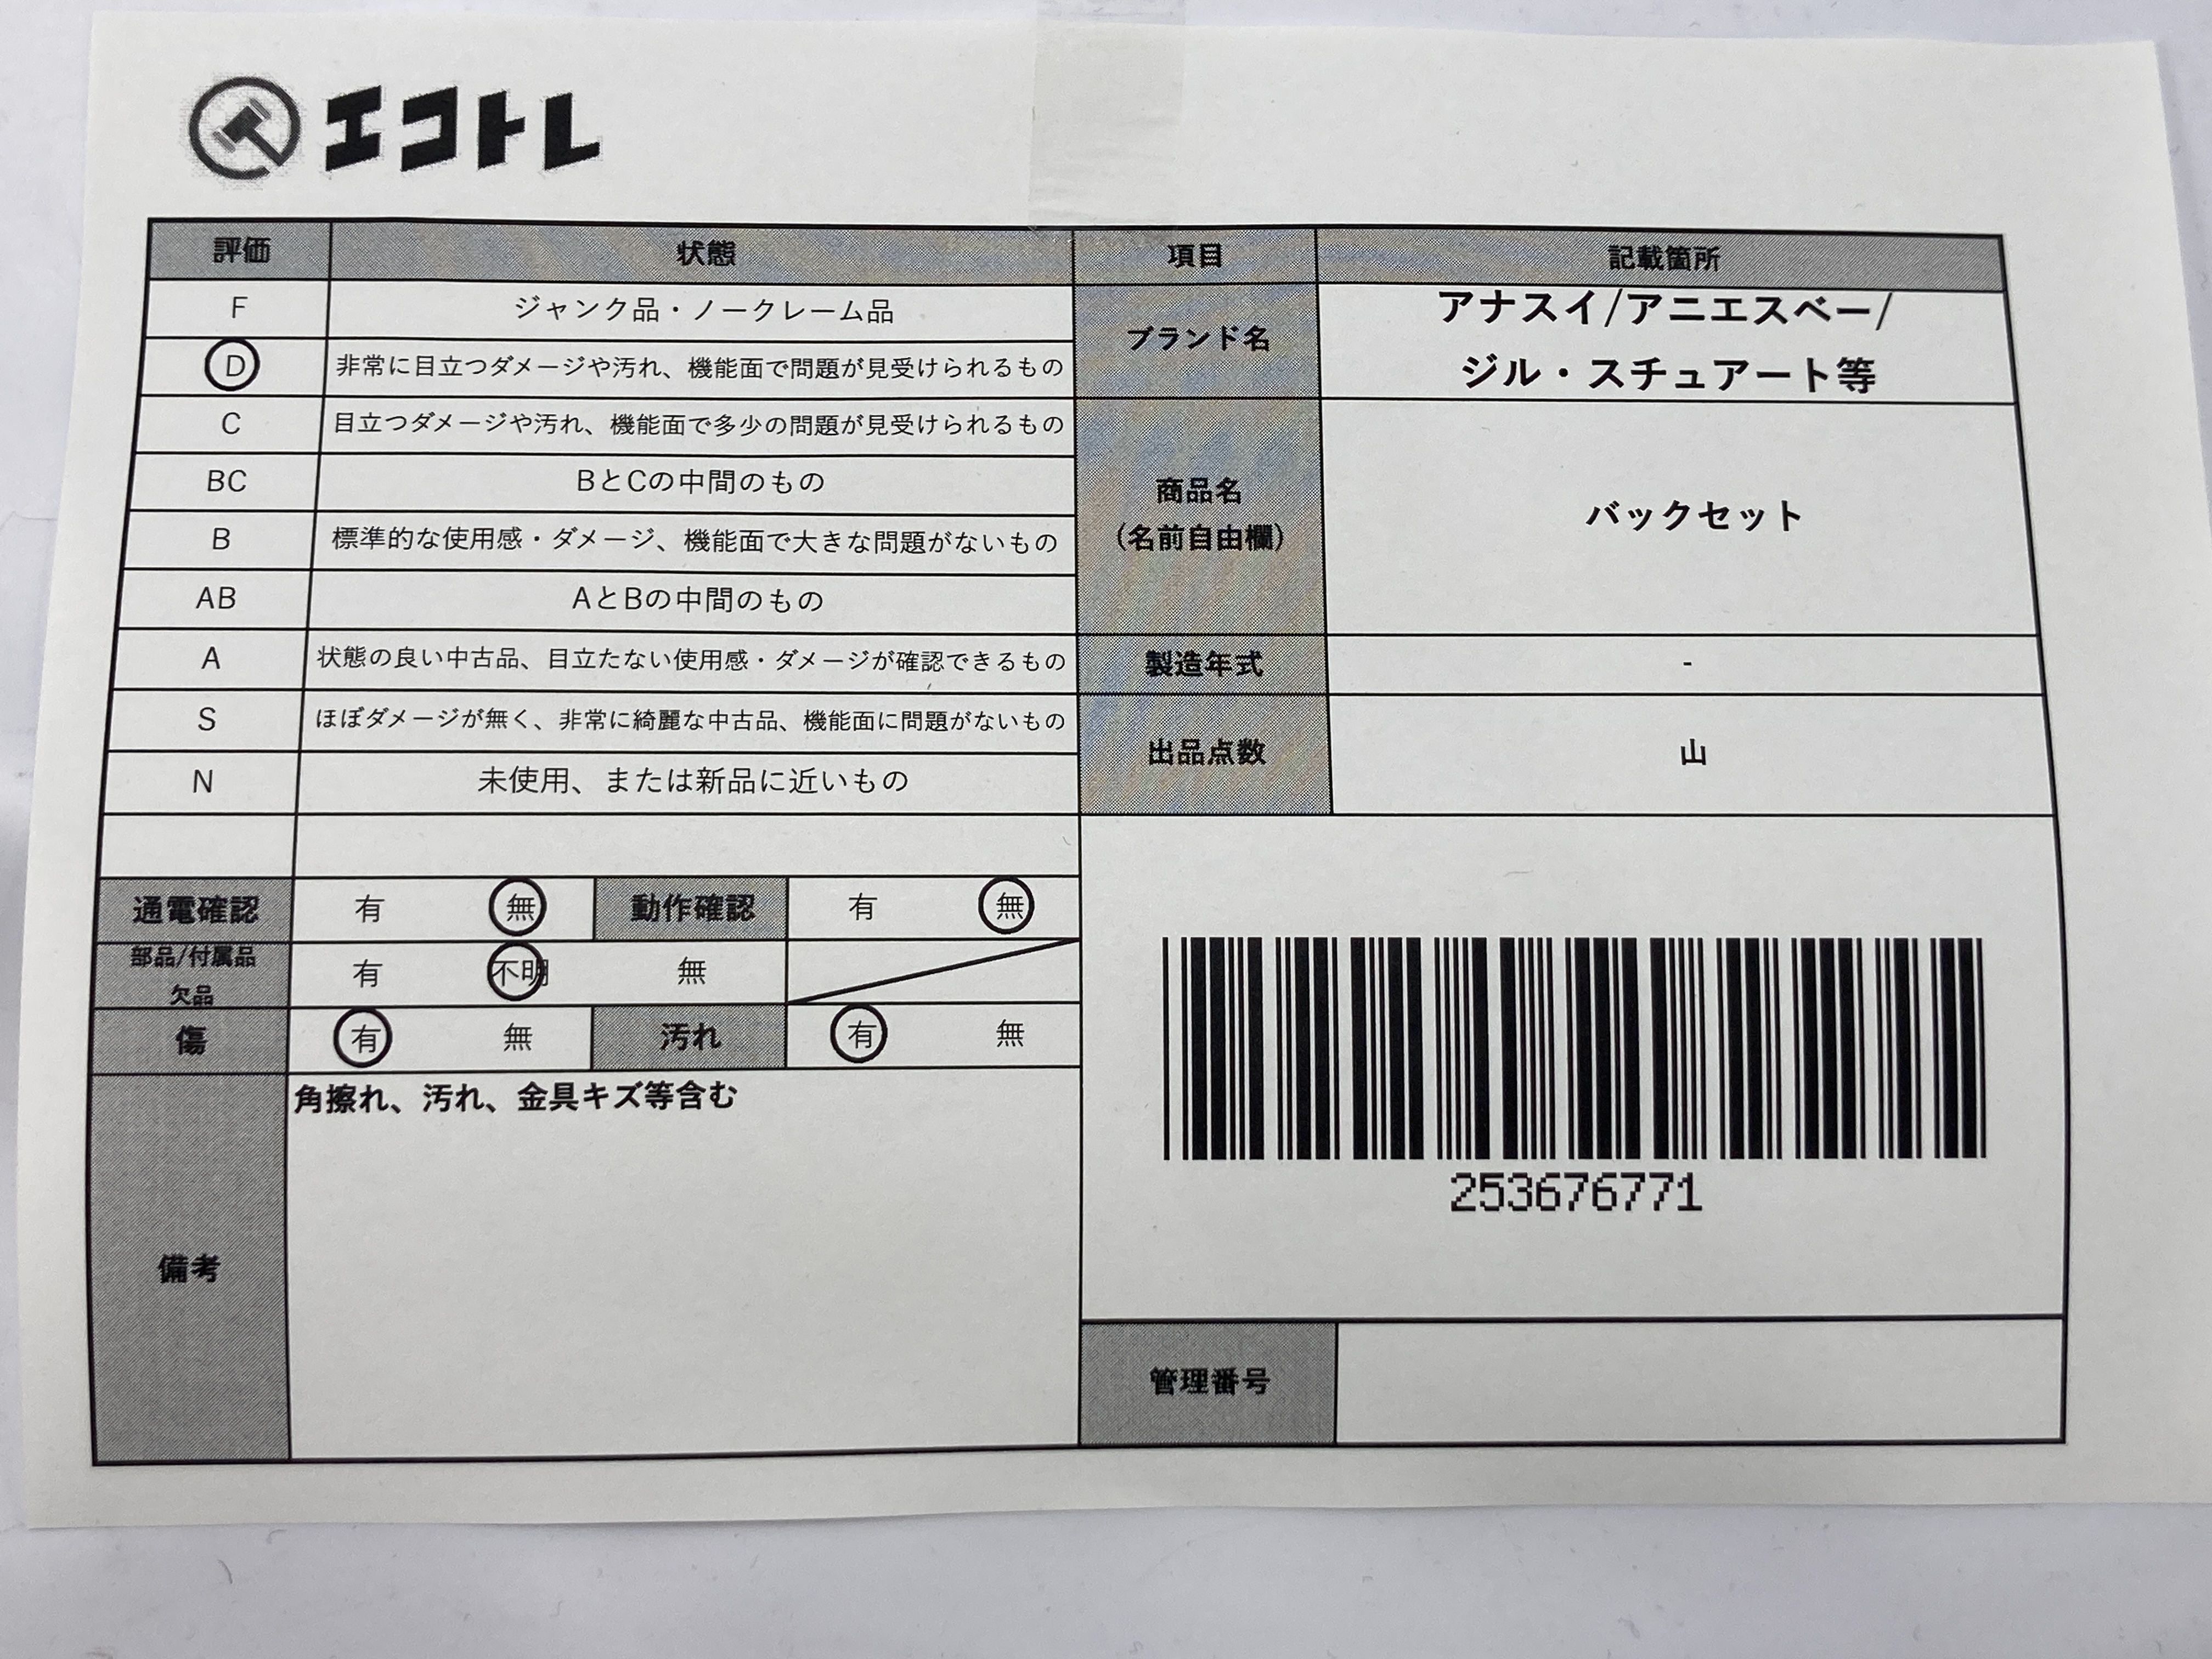 エコトレ
評価 状態 項目 記載箇所
F ジャンク品・ノークレーム品
D 非常に目立つダメージや汚れ、機能面で問題が見受けられるもの
C 目立つダメージや汚れ、機能面で多少の問題が見受けられるもの
BC BとCの中間のもの
B 標準的な使用感・ダメージ、機能面で大きな問題がないもの
AB AとBの中間のもの
A 状態の良い中古品、目立たない使用感・ダメージが確認できるもの
S ほぼダメージが無く、非常に綺麗な中古品、機能面に問題がないもの
N 未使用、または新品に近いもの
ブランド名
アナスイ/アニエスベー/
ジル・スチュアート等
商品名
(名前自由欄)
バックセット
製造年式 -
出品点数 山
通電確認 有 無 動作確認 有 無
部品/付属品
欠品
有 不明 無
傷 有 無 汚れ 有 無
備考
角擦れ、汚れ、金具キズ等含む
253676771
管理番号